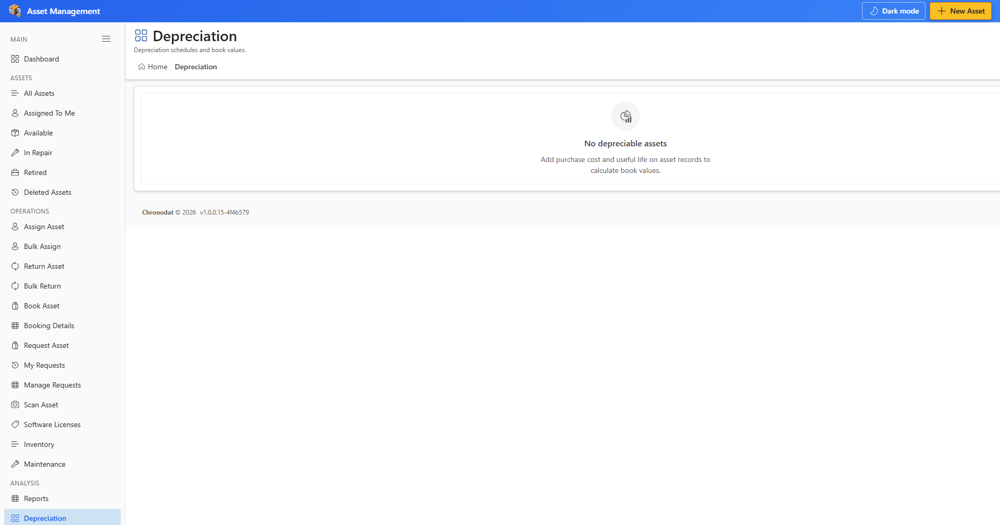 Asset Management
Dark mode
New Asset
MAIN
Dashboard
ASSETS
All Assets
Assigned To Me
Available
In Repair
Retired
Deleted Assets
OPERATIONS
Assign Asset
Bulk Assign
Return Asset
Bulk Return
Book Asset
Booking Details
Request Asset
My Requests
Manage Requests
Scan Asset
Software Licenses
Inventory
Maintenance
ANALYSIS
Reports
Depreciation
Depreciation
Depreciation schedules and book values.
Home Depreciation
No depreciable assets
Add purchase cost and useful life on asset records to
calculate book values.
Chronodat © 2026 v1.0.0.15-4f4b579